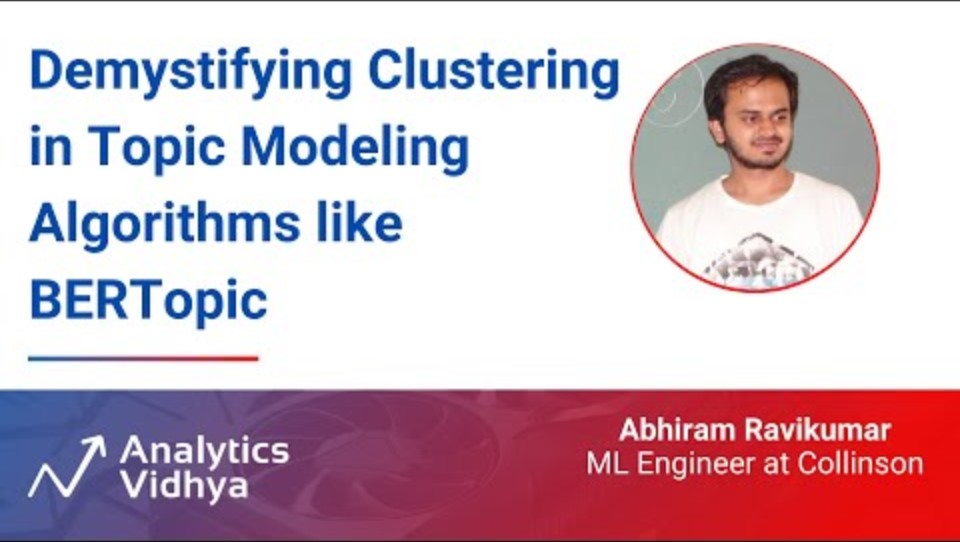 Demystifying Clustering
in Topic Modeling
Algorithms like
BERTopic
Analytics
Vidhya
Abhiram Ravikumar
ML Engineer at Collinson